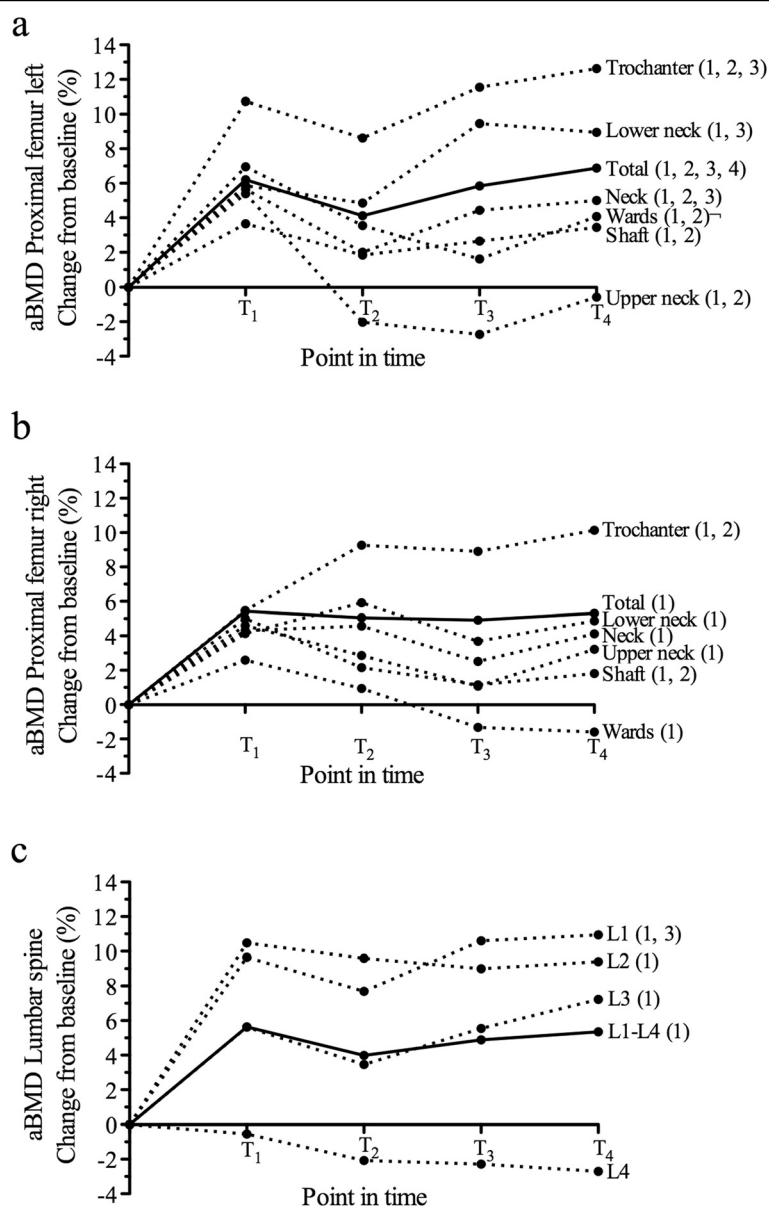 a
aBMD Proximal femur left
Change from baseline (%)
14
12
10
8
6
4
2
0
-2
-4
Trochanter (1, 2, 3)
Lower neck (1, 3)
Total (1, 2, 3, 4)
Neck (1, 2, 3)
Wards (1, 2)¬
Shaft (1, 2)
Upper neck (1, 2)
T1 T2 T3 T4
Point in time
b
aBMD Proximal femur right
Change from baseline (%)
14
12
10
8
6
4
2
0
-2
-4
Trochanter (1, 2)
Total (1)
Lower neck (1)
Neck (1)
Upper neck (1)
Shaft (1, 2)
Wards (1)
T1 T2 T3 T4
Point in time
c
aBMD Lumbar spine
Change from baseline (%)
14
12
10
8
6
4
2
0
-2
-4
L1 (1, 3)
L2 (1)
L3 (1)
L1-L4 (1)
T1 T2 T3 T4
L4
Point in time